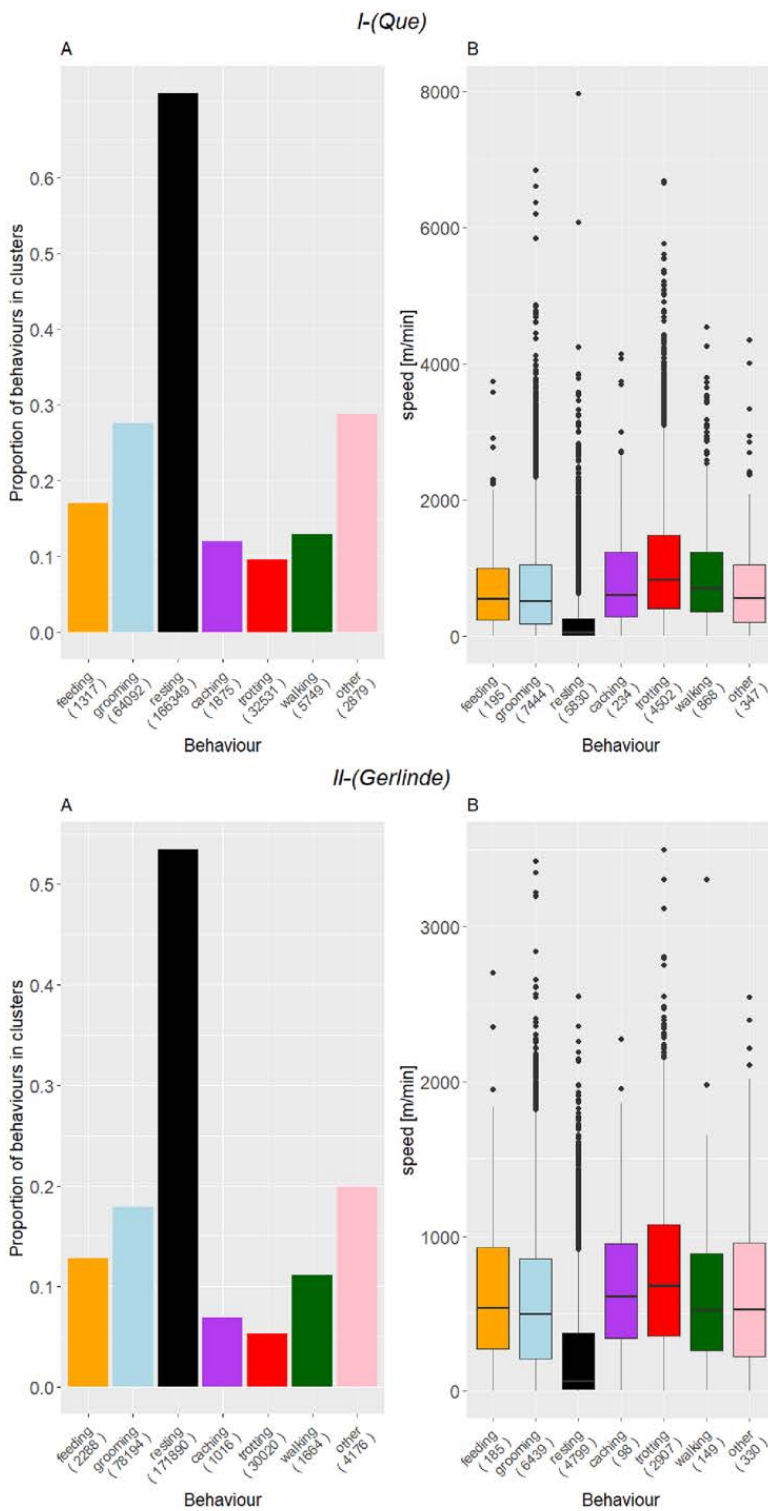 I-(Que)
A
B
Proportion of behaviours in clusters
0.6
0.5
0.4
0.3
0.2
0.1
0.0
feeding
( 1317 )
grooming
( 64092 )
resting
( 166349 )
caching
( 1875 )
trotting
( 32531 )
walking
( 5749 )
other
( 2879 )
Behaviour
speed [m/min]
8000
6000
4000
2000
0
feeding
( 195 )
grooming
( 7444 )
resting
( 5830 )
caching
( 234 )
trotting
( 4502 )
walking
( 868 )
other
( 347 )
Behaviour
II-(Gerlinde)
A
B
Proportion of behaviours in clusters
0.5
0.4
0.3
0.2
0.1
0.0
feeding
( 2288 )
grooming
( 78194 )
resting
( 171890 )
caching
( 1016 )
trotting
( 30020 )
walking
( 1664 )
other
( 4176 )
Behaviour
speed [m/min]
3000
2000
1000
0
feeding
( 185 )
grooming
( 6439 )
resting
( 4799 )
caching
( 98 )
trotting
( 2907 )
walking
( 149 )
other
( 330 )
Behaviour